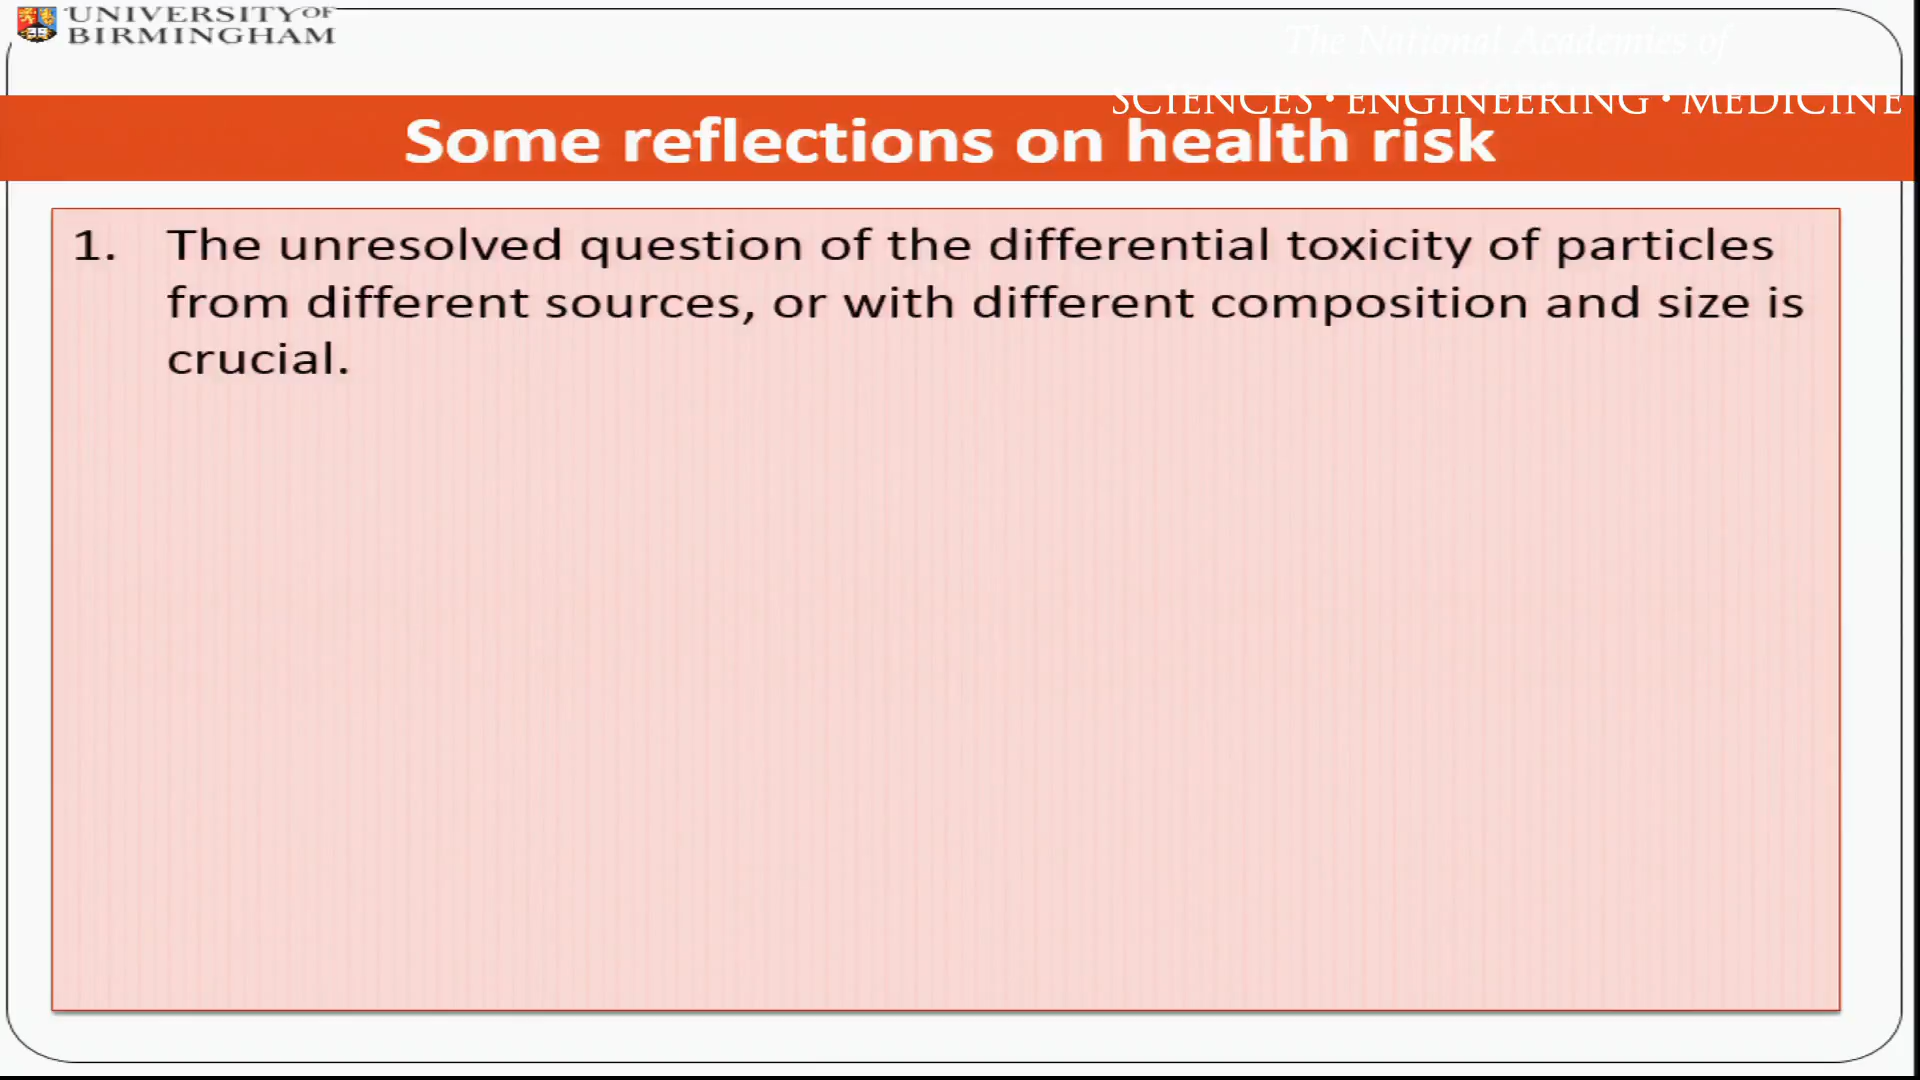 UNIVERSITY OF
BIRMINGHAM
The National Academies of
SCIENCES · ENGINEERING · MEDICINE
Some reflections on health risk
1. The unresolved question of the differential toxicity of particles
from different sources, or with different composition and size is
crucial.